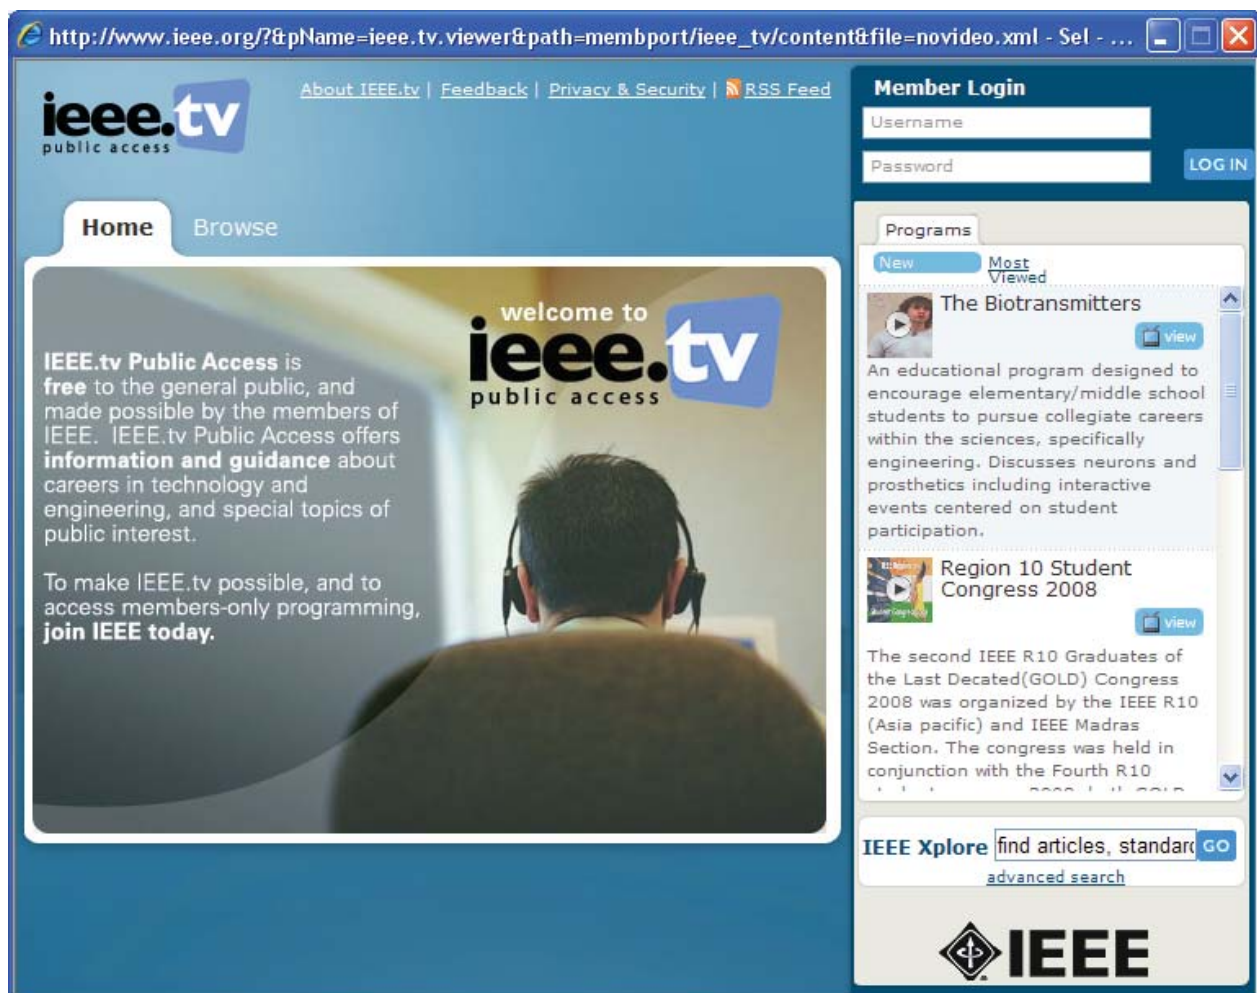 http://www.ieee.org/?&pName=ieee.tv.viewer&path=membport/ieee_tv/content&file=novideo.xml - Sel - ...
ieee.tv
public access
About IEEE.tv | Feedback | Privacy & Security | RSS Feed
Home
Browse
IEEE.tv Public Access is
free to the general public, and
made possible by the members of
IEEE. IEEE.tv Public Access offers
information and guidance about
careers in technology and
engineering, and special topics of
public interest.
To make IEEE.tv possible, and to
access members-only programming,
join IEEE today.
welcome to
ieee.tv
public access
Member Login
Username
Password
LOG IN
Programs
New
Most
Viewed
The Biotransmitters
view
An educational program designed to
encourage elementary/middle school
students to pursue collegiate careers
within the sciences, specifically
engineering. Discusses neurons and
prosthetics including interactive
events centered on student
participation.
Region 10 Student
Congress 2008
view
The second IEEE R10 Graduates of
the Last Decated(GOLD) Congress
2008 was organized by the IEEE R10
(Asia pacific) and IEEE Madras
Section. The congress was held in
conjunction with the Fourth R10
IEEE Xplore
find articles, standard
GO
advanced search
IEEE